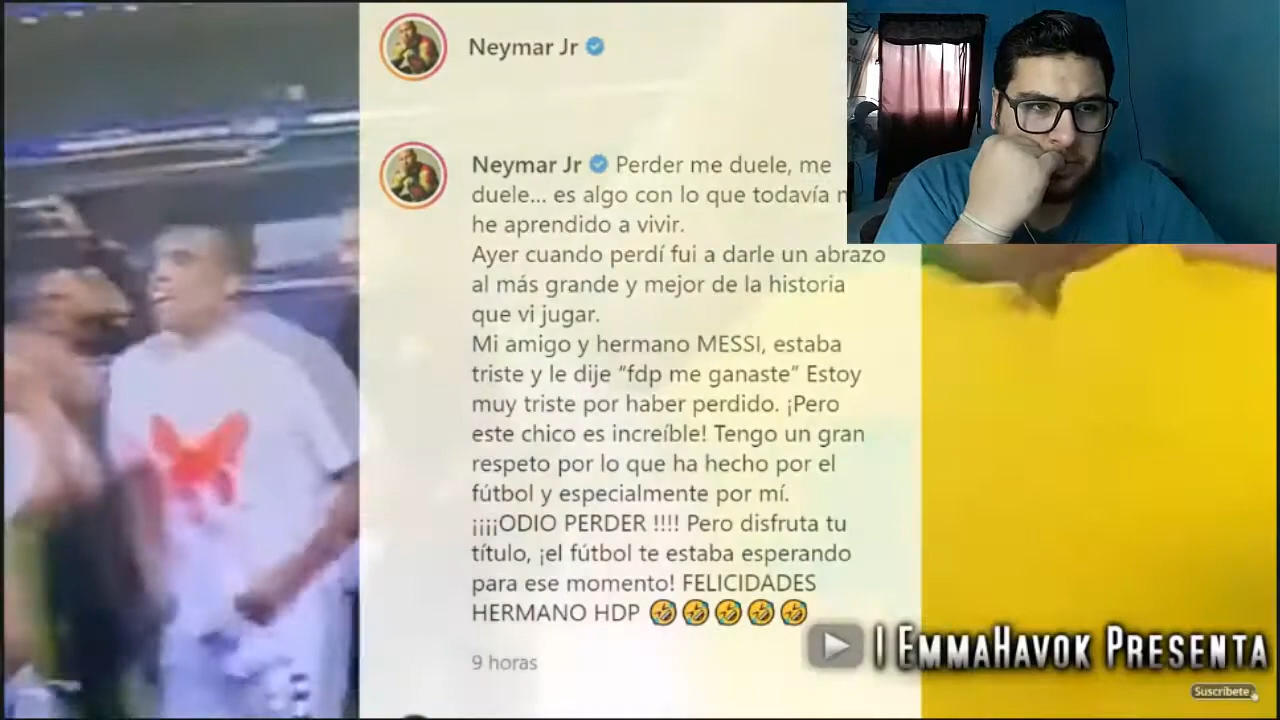 Neymar Jr
Neymar Jr Perder me duele, me
duele... es algo con lo que todavía
he aprendido a vivir.
Ayer cuando perdí fui a darle un abrazo
al más grande y mejor de la historia
que vi jugar.
Mi amigo y hermano MESSI, estaba
triste y le dije “fdp me ganaste” Estoy
muy triste por haber perdido. ¡Pero
este chico es increíble! Tengo un gran
respeto por lo que ha hecho por el
fútbol y especialmente por mí.
¡¡¡¡ODIO PERDER !!!! Pero disfruta tu
título, ¡el fútbol te estaba esperando
para ese momento! FELICIDADES
HERMANO HDP 🤣🤣🤣🤣🤣
9 horas
| EmmaHavok Presenta
Suscríbete